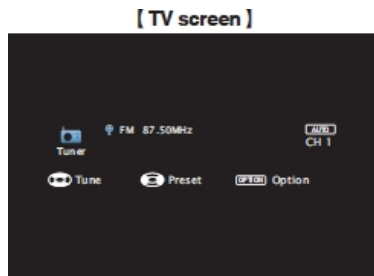 【 TV screen 】
FM 87.50MHz
AUTO
CH 1
Tuner
Tune Preset OPTION Option